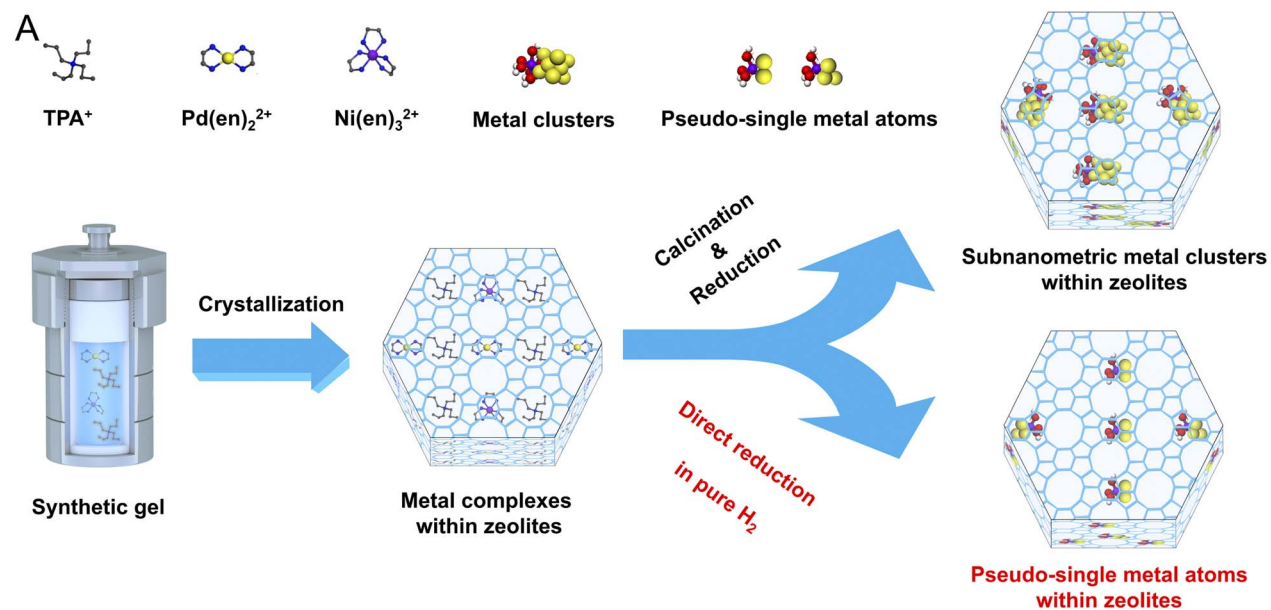 A
TPA⁺
Pd(en)₂²⁺
Ni(en)₃²⁺
Metal clusters
Pseudo-single metal atoms
Synthetic gel
Crystallization
Metal complexes
within zeolites
Calcination
&
Reduction
Subnanometric metal clusters
within zeolites
Direct reduction
in pure H₂
Pseudo-single metal atoms
within zeolites